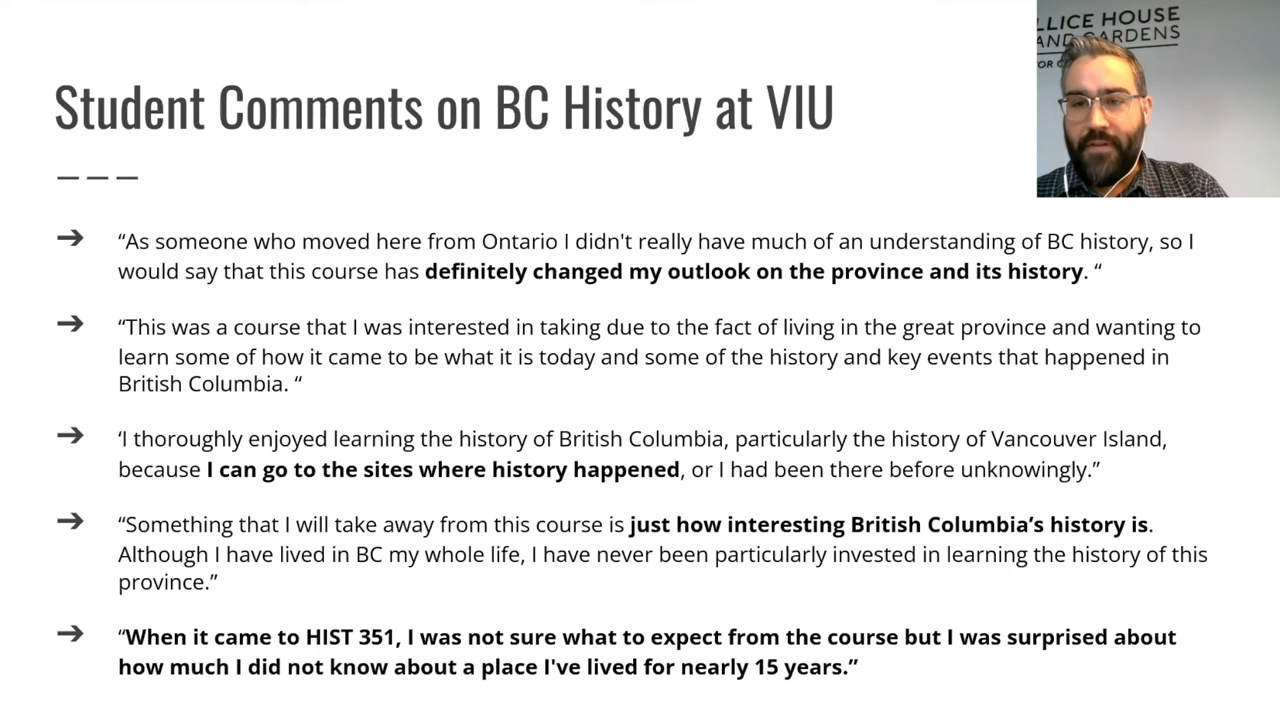 LLICE HOUSE
AND GARDENS
Student Comments on BC History at VIU
“As someone who moved here from Ontario I didn't really have much of an understanding of BC history, so I
would say that this course has definitely changed my outlook on the province and its history. “
“This was a course that I was interested in taking due to the fact of living in the great province and wanting to
learn some of how it came to be what it is today and some of the history and key events that happened in
British Columbia. “
‘I thoroughly enjoyed learning the history of British Columbia, particularly the history of Vancouver Island,
because I can go to the sites where history happened, or I had been there before unknowingly.”
“Something that I will take away from this course is just how interesting British Columbia’s history is.
Although I have lived in BC my whole life, I have never been particularly invested in learning the history of this
province.”
“When it came to HIST 351, I was not sure what to expect from the course but I was surprised about
how much I did not know about a place I've lived for nearly 15 years.”